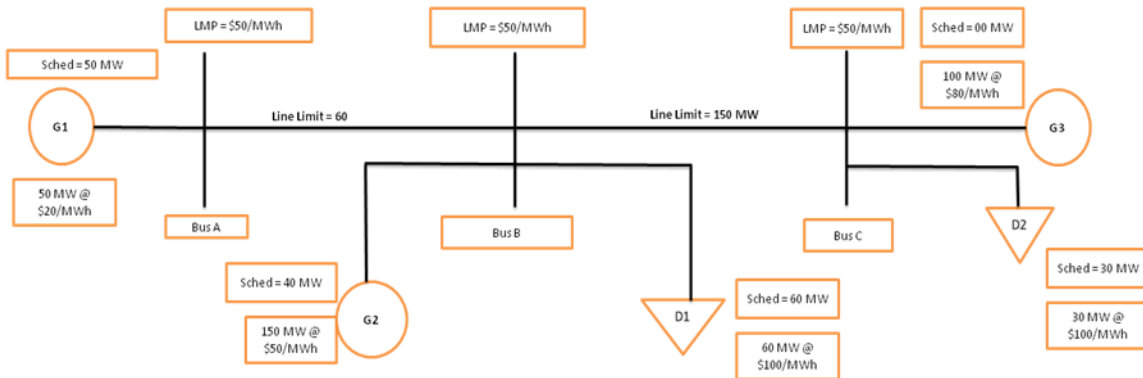 LMP = $50/MWh
LMP = $50/MWh
LMP = $50/MWh
Sched = 00 MW
Sched = 50 MW
100 MW @
$80/MWh
G1
Line Limit = 60
Line Limit = 150 MW
G3
50 MW @
$20/MWh
Bus A
Bus B
Bus C
D2
Sched = 40 MW
G2
150 MW @
$50/MWh
D1
Sched = 60 MW
60 MW @
$100/MWh
Sched = 30 MW
30 MW @
$100/MWh